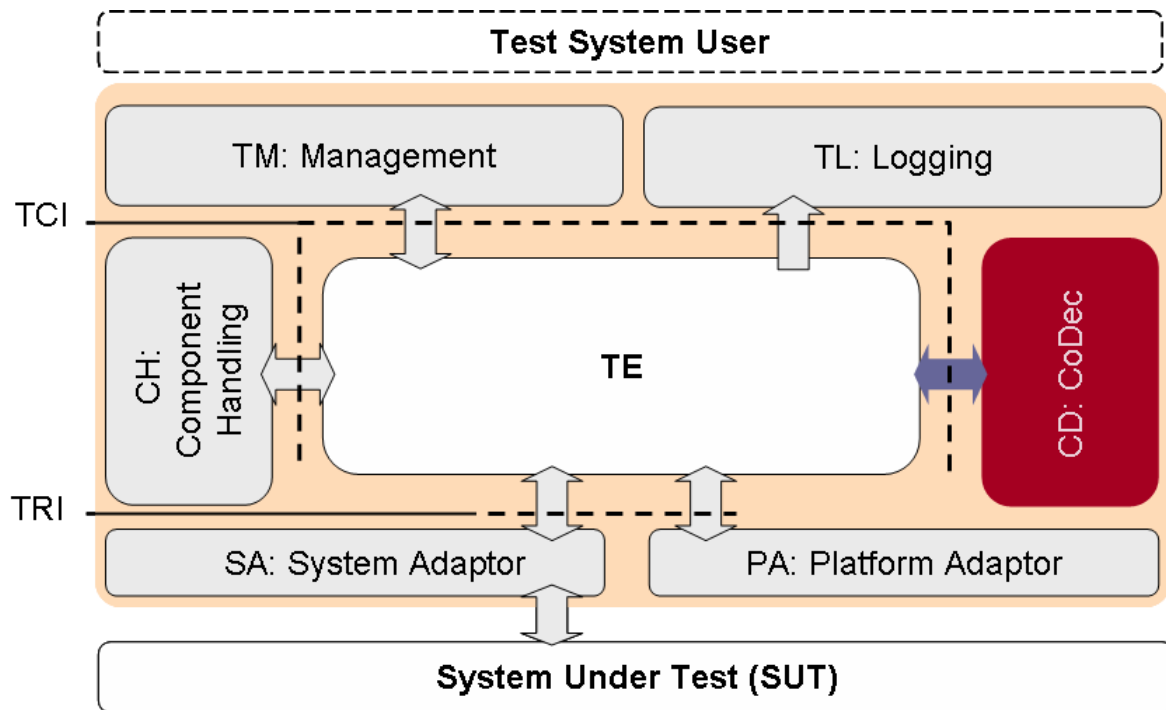 Test System User
TM: Management
TL: Logging
TCI
CH:
Component
Handling
TE
CD: CoDec
TRI
SA: System Adaptor
PA: Platform Adaptor
System Under Test (SUT)